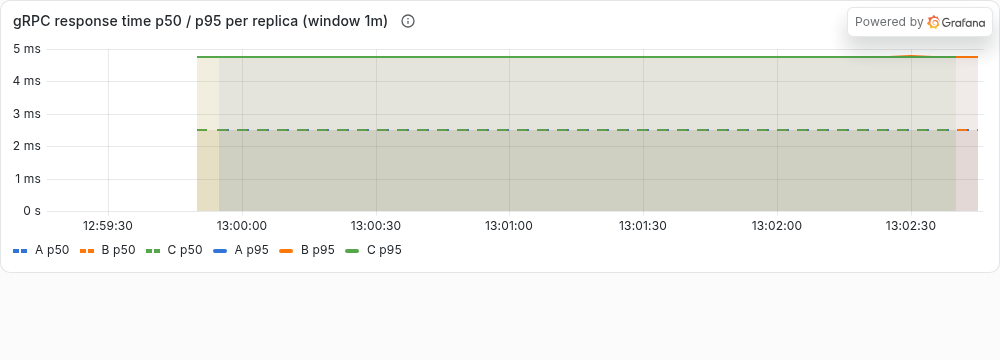 gRPC response time p50 / p95 per replica (window 1m)
Powered by Grafana
5 ms
4 ms
3 ms
2 ms
1 ms
0 s
12:59:30 13:00:00 13:00:30 13:01:00 13:01:30 13:02:00 13:02:30
A p50 B p50 C p50 A p95 B p95 C p95